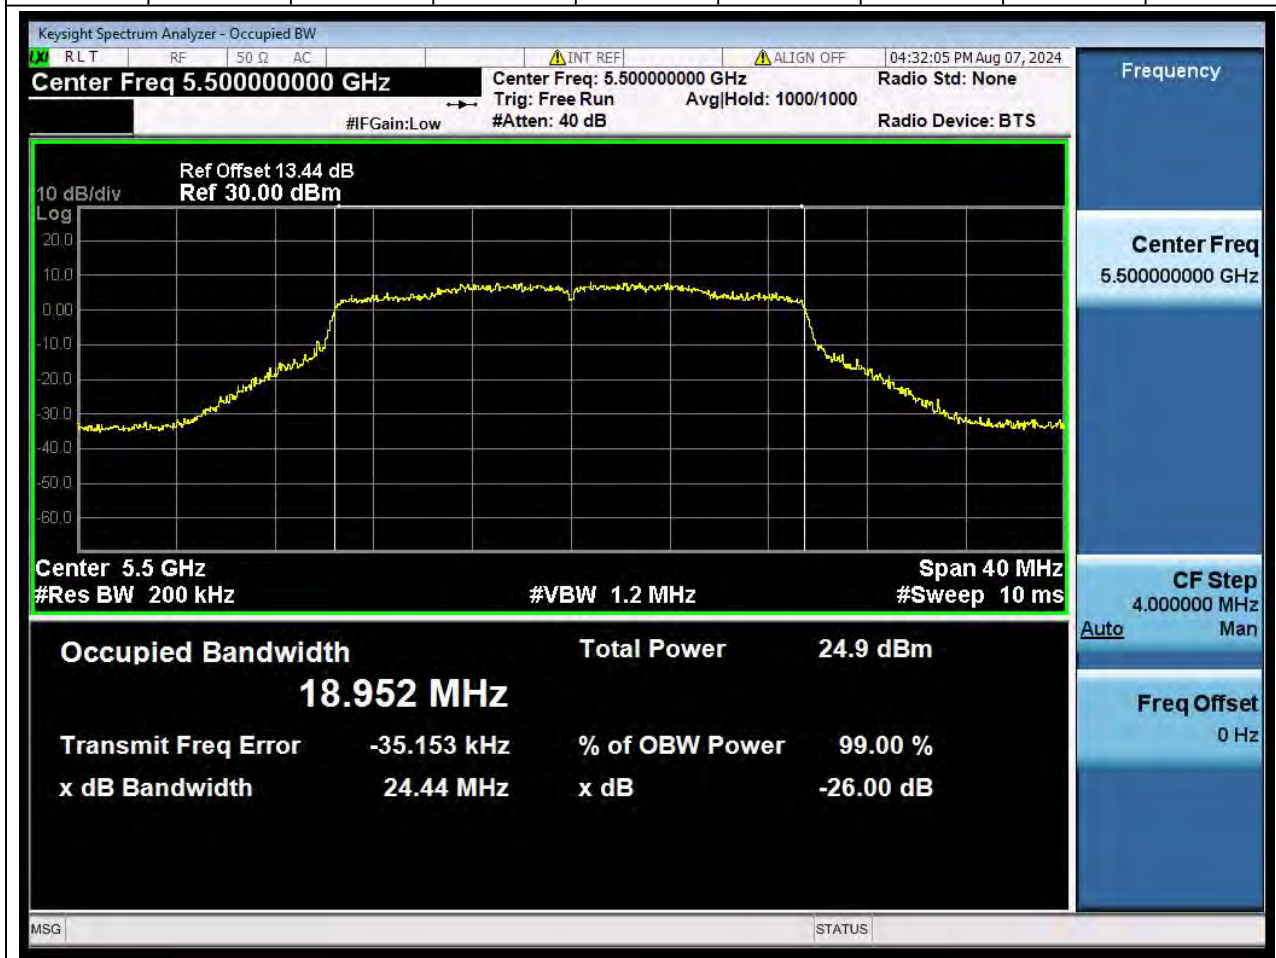 Keysight Spectrum Analyzer - Occupied BW
LXI RLT RF 50 Ω AC INT REF ALIGN OFF 04:32:05 PM Aug 07, 2024
Center Freq 5.500000000 GHz
Center Freq: 5.500000000 GHz
Radio Std: None
Trig: Free Run Avg|Hold: 1000/1000
#IFGain:Low #Atten: 40 dB Radio Device: BTS
Ref Offset 13.44 dB
10 dB/div Ref 30.00 dBm
Log
20.0
10.0
0.00
-10.0
-20.0
-30.0
-40.0
-50.0
-60.0
Center 5.5 GHz Span 40 MHz
#Res BW 200 kHz #VBW 1.2 MHz #Sweep 10 ms
Occupied Bandwidth Total Power 24.9 dBm
18.952 MHz
Transmit Freq Error -35.153 kHz % of OBW Power 99.00 %
x dB Bandwidth 24.44 MHz x dB -26.00 dB
MSG STATUS
Frequency
Center Freq
5.500000000 GHz
CF Step
4.000000 MHz
Auto Man
Freq Offset
0 Hz